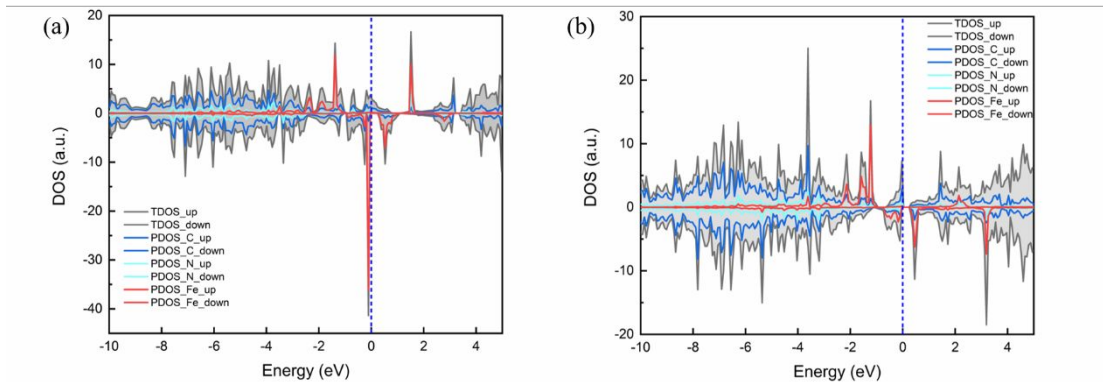 (a)
20
10
0
-10
-20
-30
-40
DOS (a.u.)
TDOS_up
TDOS_down
PDOS_C_up
PDOS_C_down
PDOS_N_up
PDOS_N_down
PDOS_Fe_up
PDOS_Fe_down
-10 -8 -6 -4 -2 0 2 4
Energy (eV)
(b)
30
20
10
0
-10
-20
DOS (a.u.)
TDOS_up
TDOS_down
PDOS_C_up
PDOS_C_down
PDOS_N_up
PDOS_N_down
PDOS_Fe_up
PDOS_Fe_down
-10 -8 -6 -4 -2 0 2 4
Energy (eV)